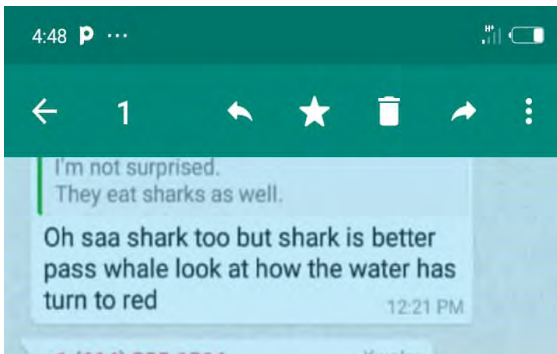 4:48
H+
1
I'm not surprised.
They eat sharks as well.
Oh saa shark too but shark is better
pass whale look at how the water has
turn to red
12:21 PM